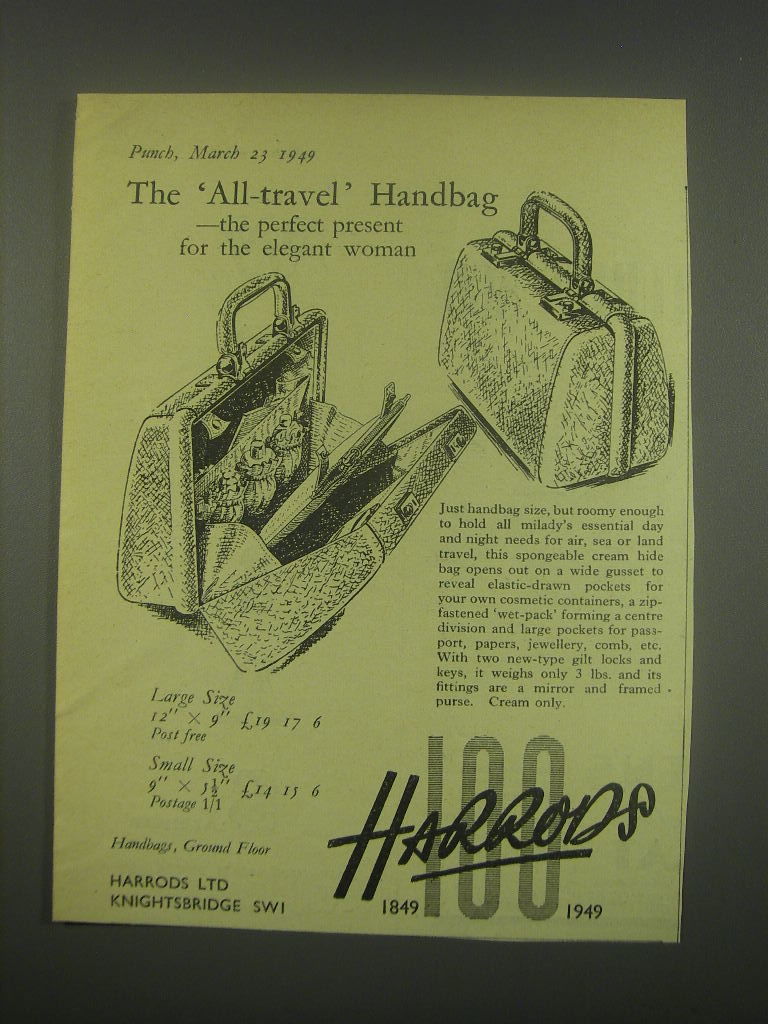 Punch, March 23 1949
The ‘All-travel’ Handbag
—the perfect present
for the elegant woman
Just handbag size, but roomy enough
to hold all milady's essential day
and night needs for air, sea or land
travel, this spongeable cream hide
bag opens out on a wide gusset to
reveal elastic-drawn pockets for
your own cosmetic containers, a zip-
fastened ‘wet-pack’ forming a centre
division and large pockets for pass-
port, papers, jewellery, comb, etc.
With two new-type gilt locks and
keys, it weighs only 3 lbs. and its
fittings are a mirror and framed
purse. Cream only.
Large Size
12" × 9" £19 17 6
Post free
Small Size
9" × 5½" £14 15 6
Postage 1/1
Handbags, Ground Floor
HARRODS LTD
KNIGHTSBRIDGE SW1
100
HARRODS
1849 1949